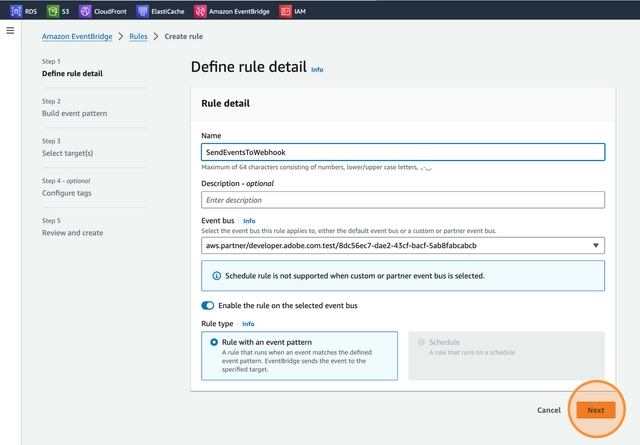 RDS S3 CloudFront ElastiCache Amazon EventBridge IAM
Amazon EventBridge > Rules > Create rule
Step 1
Define rule detail
Step 2
Build event pattern
Step 3
Select target(s)
Step 4 - optional
Configure tags
Step 5
Review and create
Define rule detail Info
Rule detail
Name
SendEventsToWebhook
Maximum of 64 characters consisting of numbers, lower/upper case letters, .,-,_.
Description - optional
Enter description
Event bus Info
Select the event bus this rule applies to, either the default event bus or a custom or partner event bus.
aws.partner/developer.adobe.com.test/8dc56ec7-dae2-43cf-bacf-5ab8fabcabcb
Schedule rule is not supported when custom or partner event bus is selected.
Enable the rule on the selected event bus
Rule type Info
Rule with an event pattern
A rule that runs when an event matches the defined
event pattern. EventBridge sends the event to the
specified target.
Schedule
A rule that runs on a schedule
Cancel Next